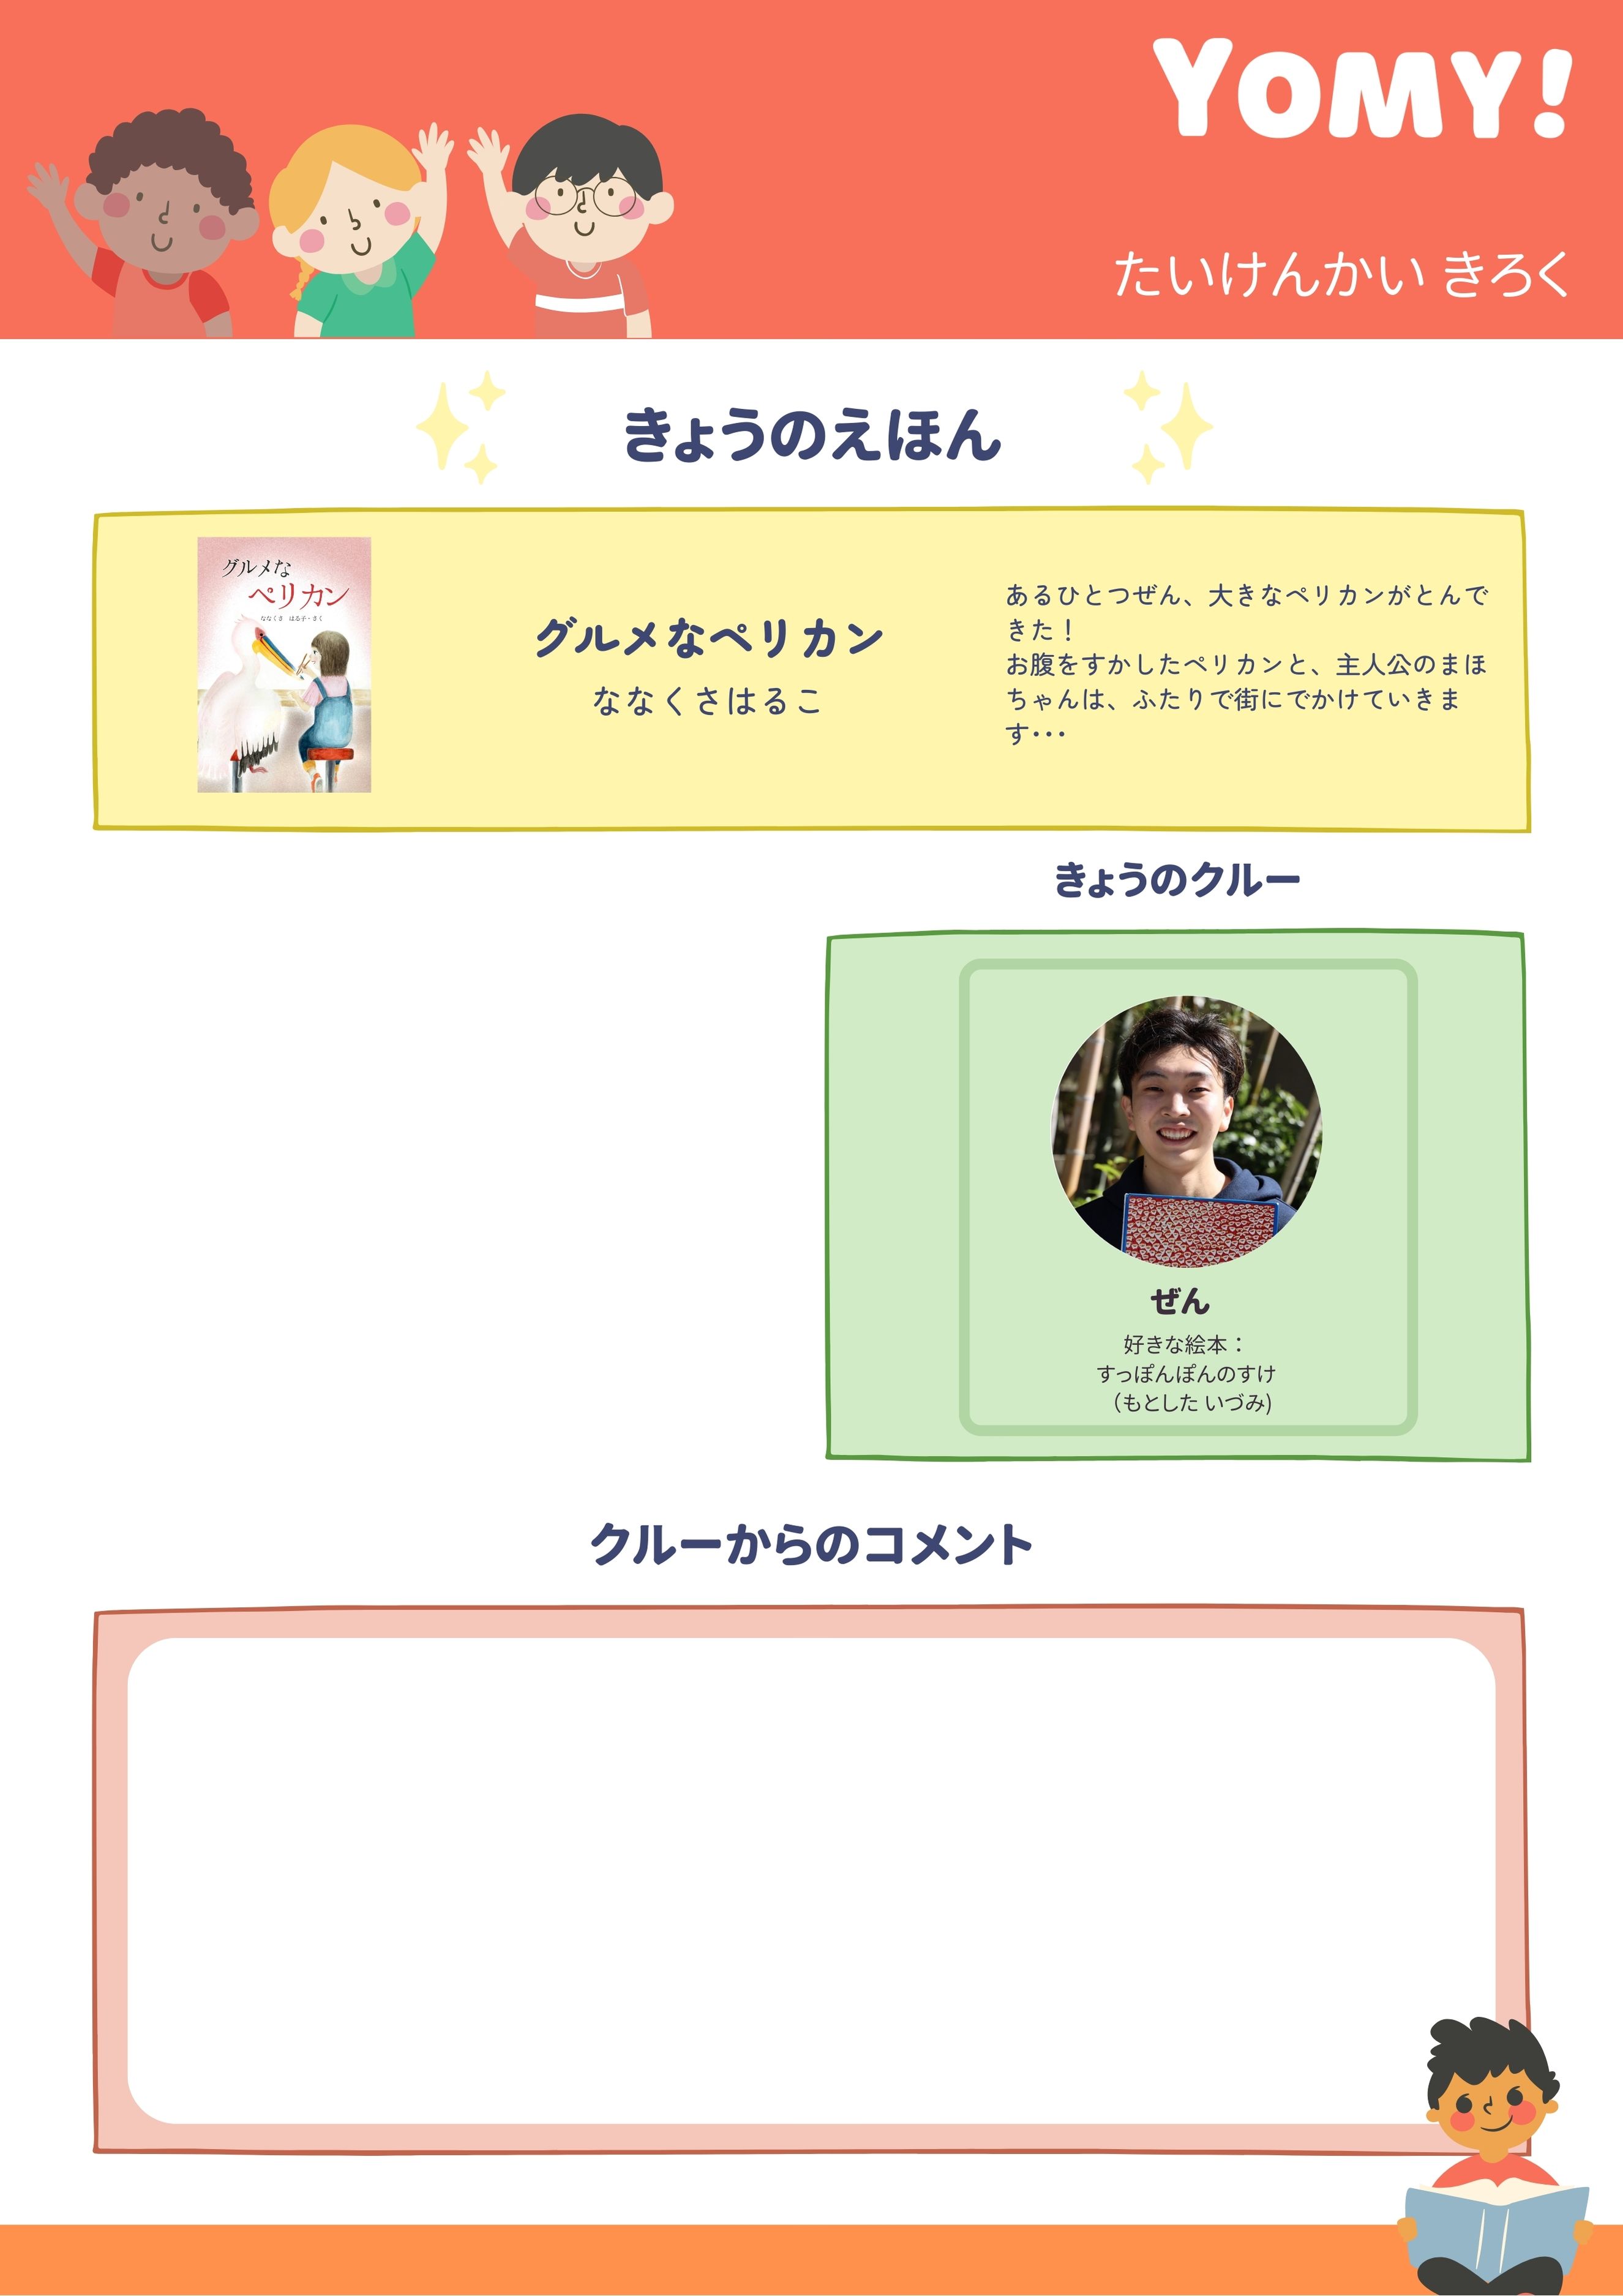 YOMY!
たいけんかい きろく
きょうのえほん
グルメな
ペリカン
ななくさ はる子・さく
グルメなペリカン
ななくさはるこ
あるひとつぜん、大きなペリカンがとんで
きた！
お腹をすかしたペリカンと、主人公のまほ
ちゃんは、ふたりで街にでかけていきま
す･･･
きょうのクルー
ぜん
好きな絵本：
すっぽんぽんのすけ
（もとした いづみ)
クルーからのコメント